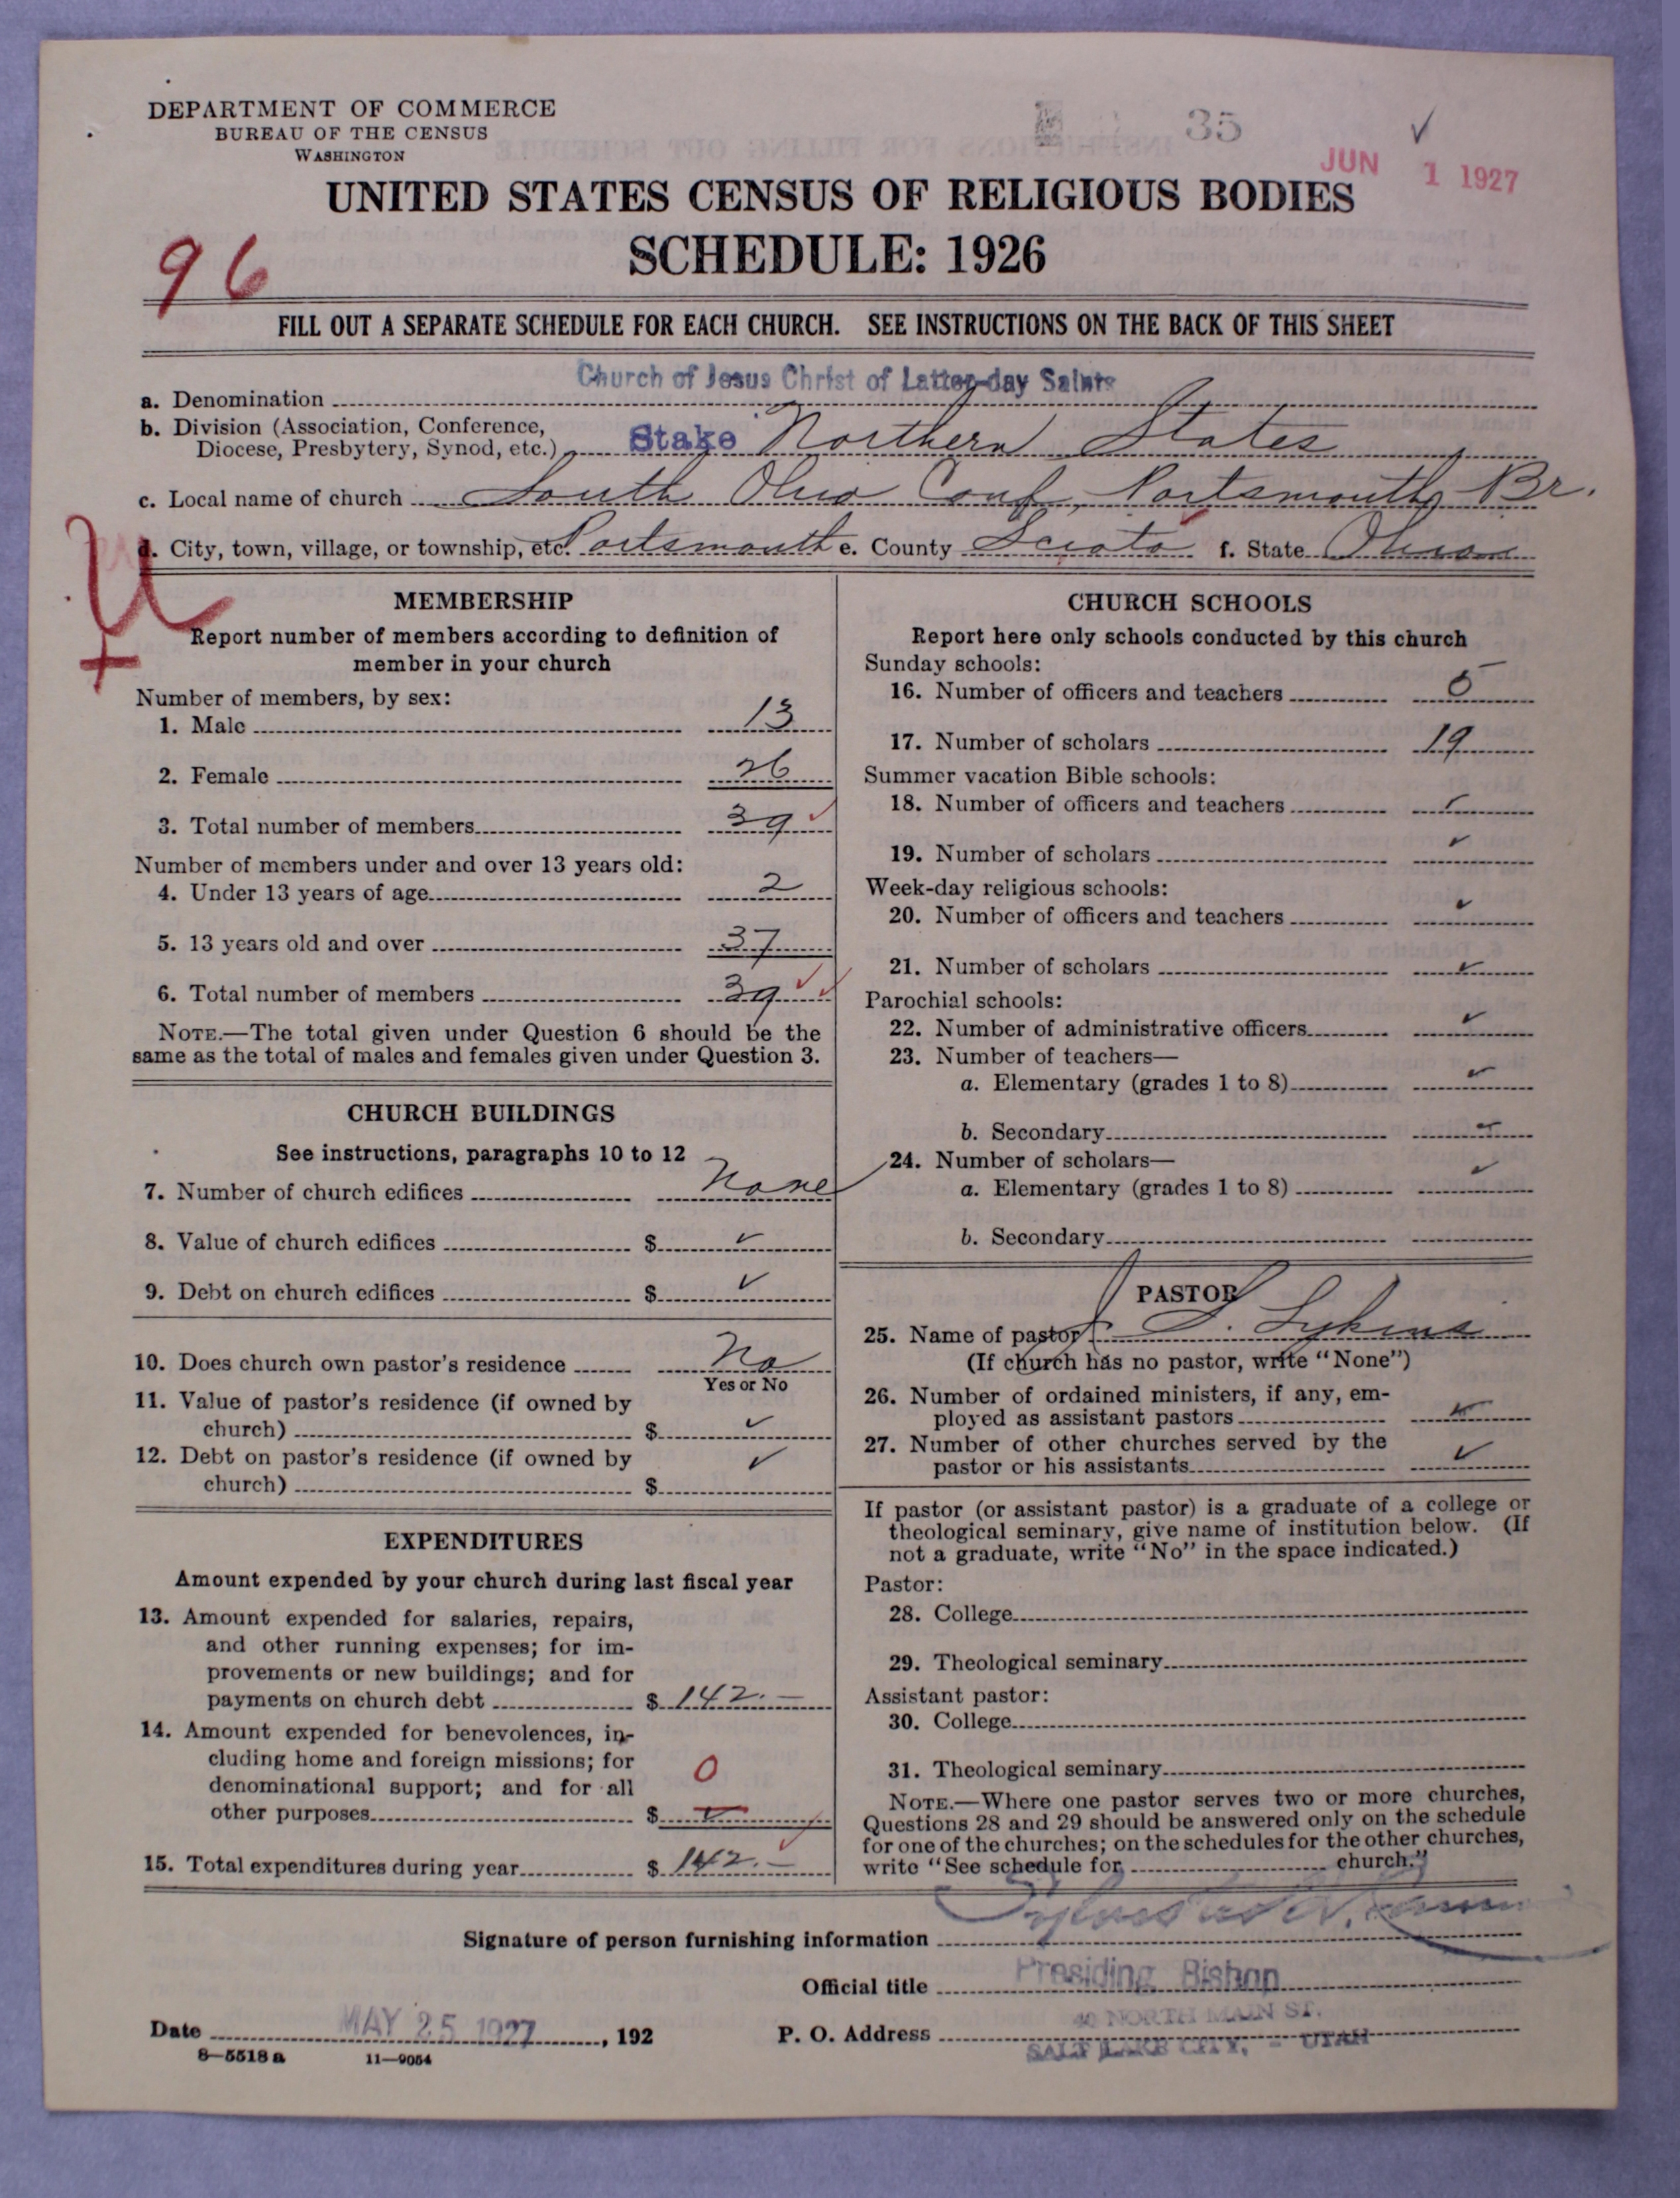 DEPARTMENT OF COMMERCE
BUREAU OF THE CENSUS
WASHINGTON
35
✓
JUN 1 1927
UNITED STATES CENSUS OF RELIGIOUS BODIES
SCHEDULE: 1926
96
FILL OUT A SEPARATE SCHEDULE FOR EACH CHURCH. SEE INSTRUCTIONS ON THE BACK OF THIS SHEET
a. Denomination Church of Jesus Christ of Latter-day Saints
b. Division (Association, Conference,
Diocese, Presbytery, Synod, etc.) Stake Northern States
c. Local name of church South Ohio Conf, Portsmouth Br.
d. City, town, village, or township, etc. Portsmouth e. County Scioto f. State Ohio
MEMBERSHIP
Report number of members according to definition of
member in your church
Number of members, by sex:
1. Male 13
2. Female 26
3. Total number of members 39 ✓
Number of members under and over 13 years old:
4. Under 13 years of age 2
5. 13 years old and over 37
6. Total number of members 39 ✓ ✓
NOTE.—The total given under Question 6 should be the
same as the total of males and females given under Question 3.
CHURCH BUILDINGS
See instructions, paragraphs 10 to 12
7. Number of church edifices None
8. Value of church edifices $ ✓
9. Debt on church edifices $ ✓
10. Does church own pastor's residence No
Yes or No
11. Value of pastor's residence (if owned by
church) $ ✓
12. Debt on pastor's residence (if owned by
church) $ ✓
EXPENDITURES
Amount expended by your church during last fiscal year
13. Amount expended for salaries, repairs,
and other running expenses; for im-
provements or new buildings; and for
payments on church debt $ 142.—
14. Amount expended for benevolences, in-
cluding home and foreign missions; for
denominational support; and for all
other purposes $ ✓ 0
15. Total expenditures during year $ 142.— ✓
CHURCH SCHOOLS
Report here only schools conducted by this church
Sunday schools:
16. Number of officers and teachers 5
17. Number of scholars 19
Summer vacation Bible schools:
18. Number of officers and teachers ✓
19. Number of scholars ✓
Week-day religious schools:
20. Number of officers and teachers ✓
21. Number of scholars ✓
Parochial schools:
22. Number of administrative officers ✓
23. Number of teachers—
a. Elementary (grades 1 to 8) ✓
b. Secondary ✓
24. Number of scholars—
a. Elementary (grades 1 to 8) ✓
b. Secondary
PASTOR
25. Name of pastor J. S. Lykins
(If church has no pastor, write "None")
26. Number of ordained ministers, if any, em-
ployed as assistant pastors ✓
27. Number of other churches served by the
pastor or his assistants ✓
If pastor (or assistant pastor) is a graduate of a college or
theological seminary, give name of institution below. (If
not a graduate, write "No" in the space indicated.)
Pastor:
28. College
29. Theological seminary
Assistant pastor:
30. College
31. Theological seminary
NOTE.—Where one pastor serves two or more churches,
Questions 28 and 29 should be answered only on the schedule
for one of the churches; on the schedules for the other churches,
write "See schedule for church."
Signature of person furnishing information
Official title Presiding Bishop
Date MAY 25 1927, 192
P. O. Address 40 NORTH MAIN ST.
SALT LAKE CITY, - UTAH
8—5518 a 11—9054